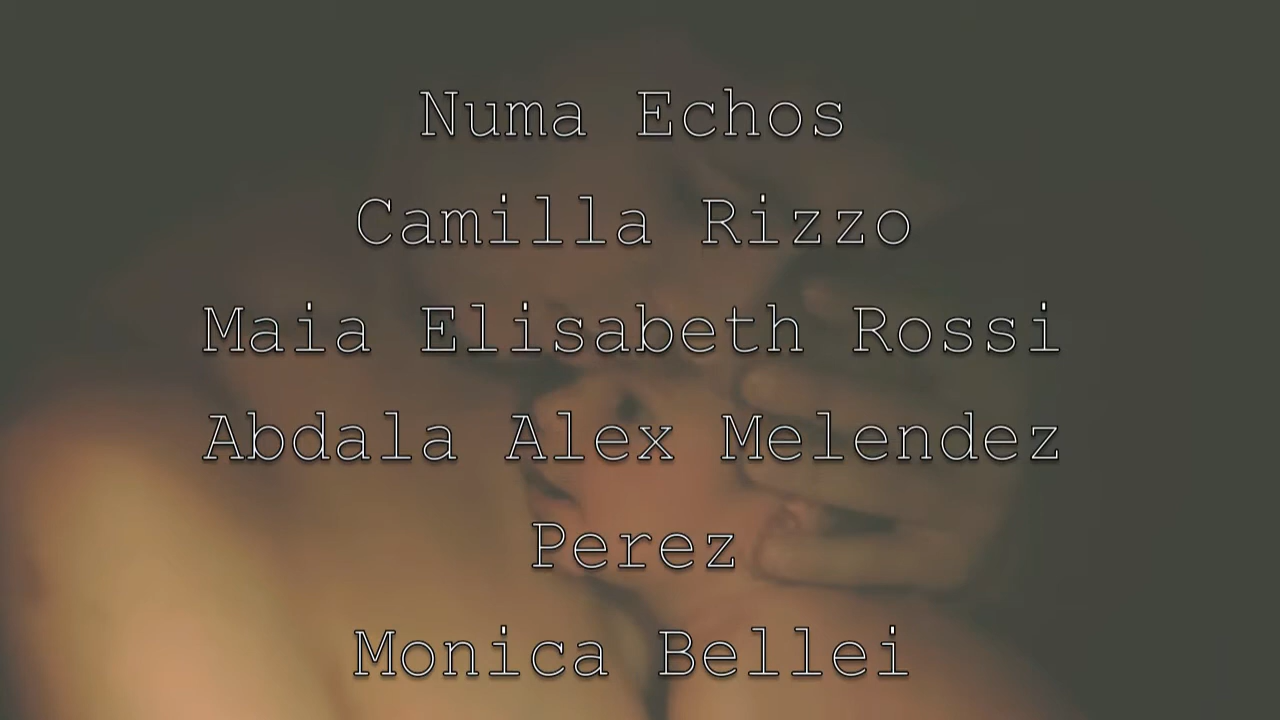 Numa Echos
Camilla Rizzo
Maia Elisabeth Rossi
Abdala Alex Melendez
Perez
Monica Bellei